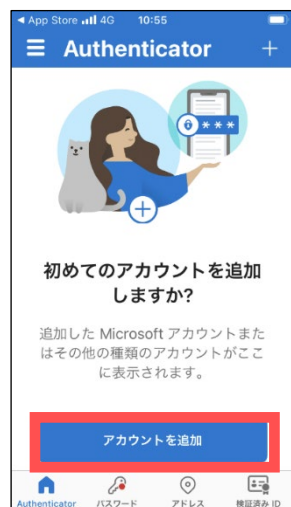 App Store 4G 10:55
Authenticator
***
初めてのアカウントを追加
しますか?
追加した Microsoft アカウントまた
はその他の種類のアカウントがここ
に表示されます。
アカウントを追加
Authenticator パスワード アドレス 検証済み ID